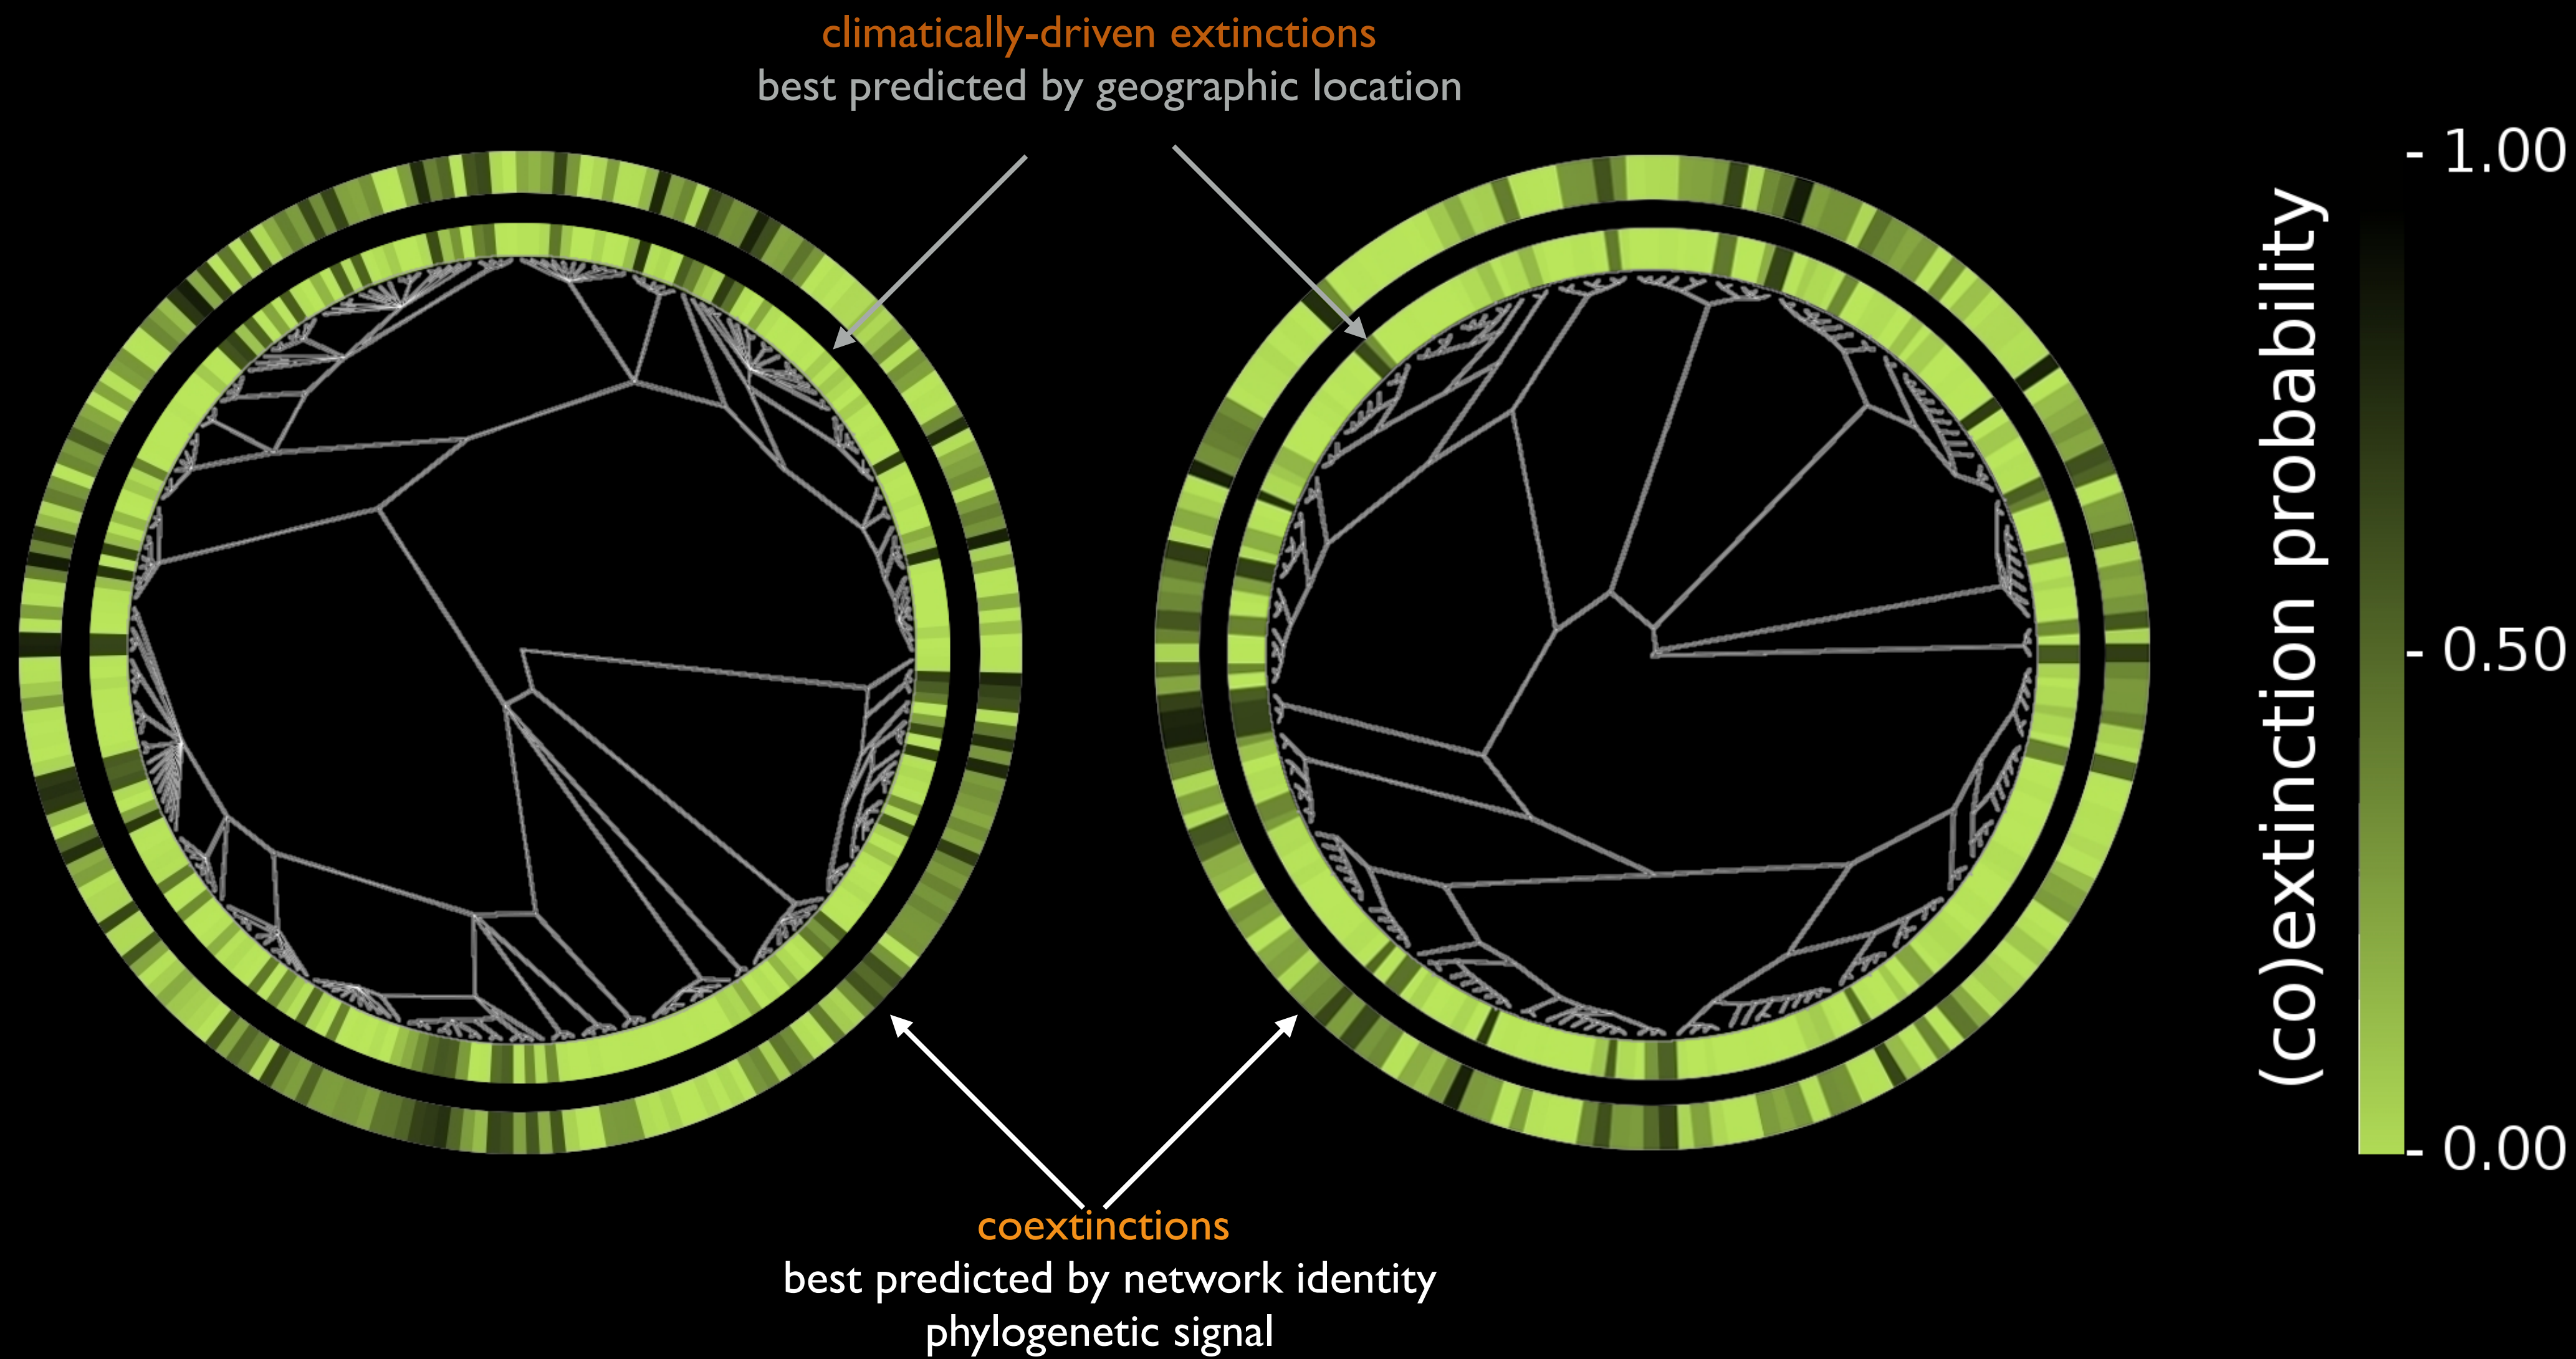 climatically-driven extinctions
best predicted by geographic location
- 1.00
(co)extinction probability
- 0.50
- 0.00
coextinctions
best predicted by network identity
phylogenetic signal